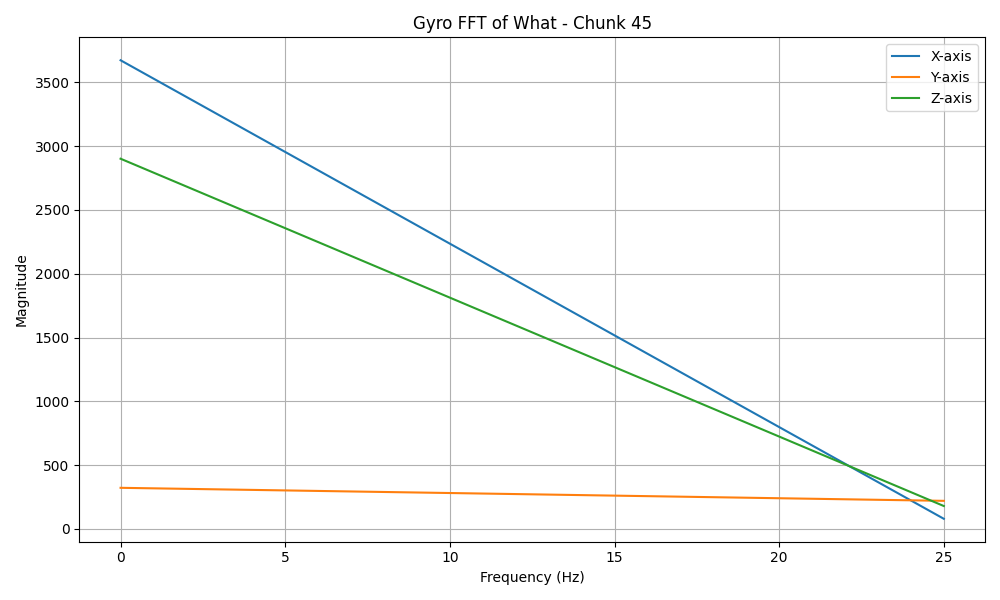 Gyro FFT of What - Chunk 45
X-axis
Y-axis
Z-axis
Magnitude
3500
3000
2500
2000
1500
1000
500
0
0 5 10 15 20 25
Frequency (Hz)